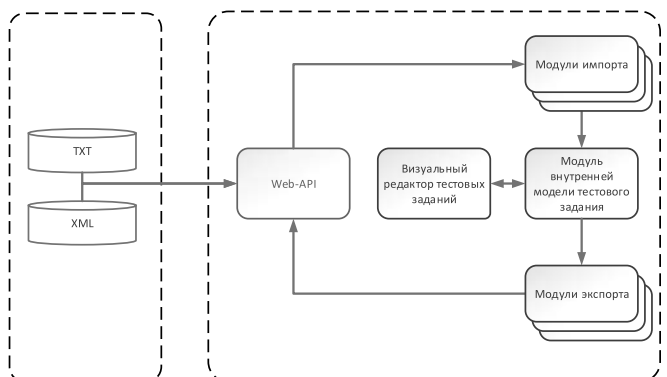 TXT
XML
Web-API
Модули импорта
Визуальный
редактор тестовых
заданий
Модуль
внутренней
модели тестового
задания
Модули экспорта